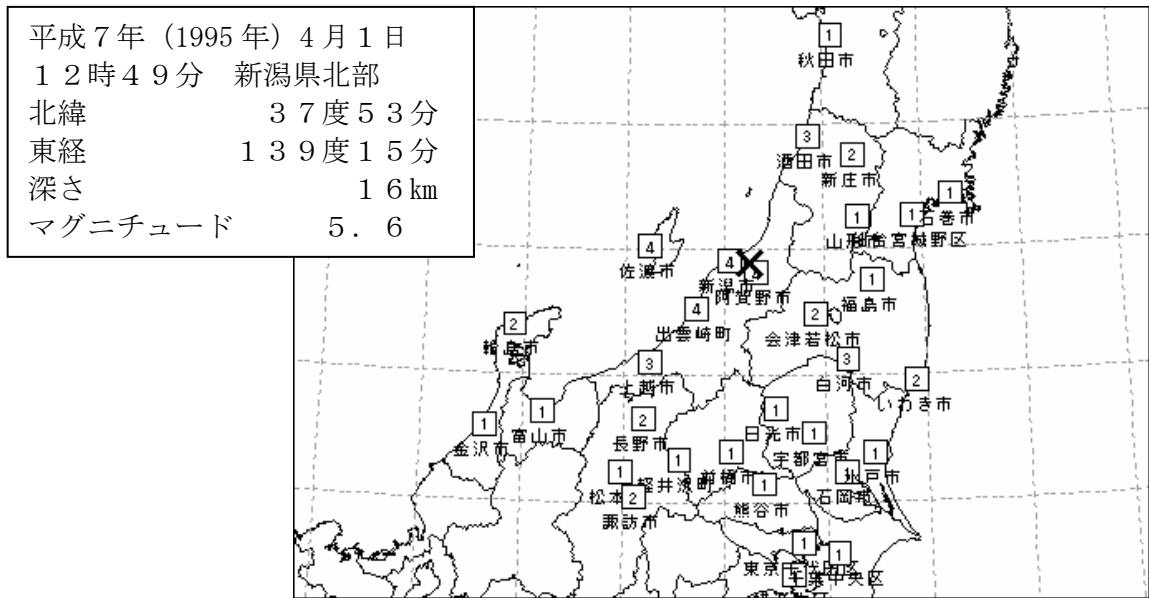 平成７年（1995年）4月1日
１２時４９分　新潟県北部
北緯　３７度５３分
東経　１３９度１５分
深さ　１６㎞
マグニチュード　５．６
1
秋田市
3
酒田市
2
新庄市
1
石巻市
1
山形市
1
宮城野区
4
佐渡市
4
新潟市
4
阿賀野市
1
福島市
4
出雲崎町
2
会津若松市
2
輪島市
3
上越市
3
白河市
2
いわき市
1
金沢市
1
富山市
2
長野市
1
日光市
1
宇都宮市
1
水戸市
1
松本
1
軽井沢町
1
前橋市
1
石岡市
2
諏訪市
1
熊谷市
1
東京
1
千葉中央区
1